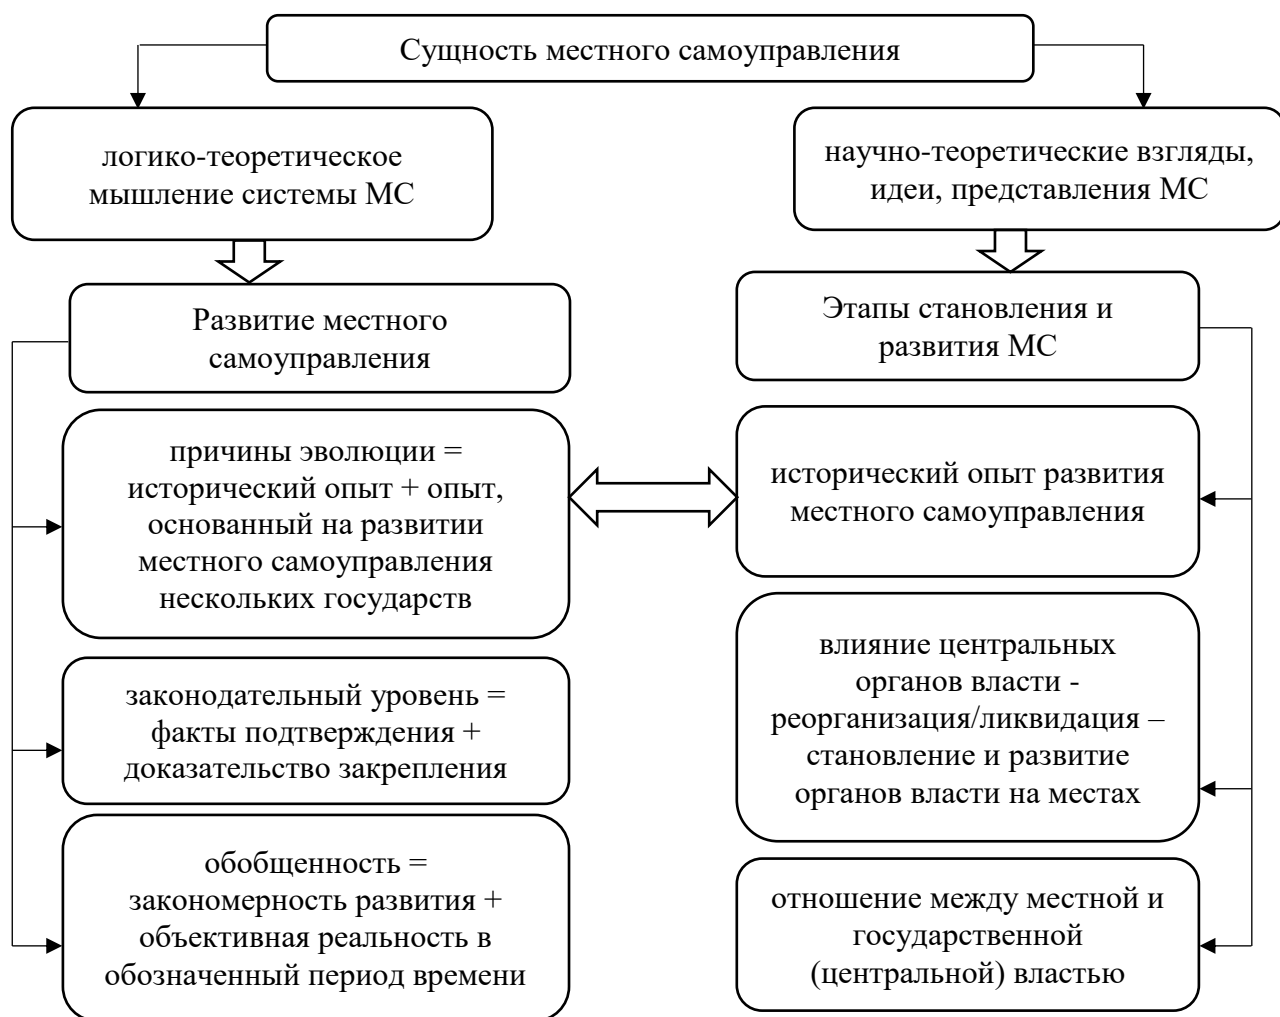 Сущность местного самоуправления
логико-теоретическое
мышление системы МС
научно-теоретические взгляды,
идеи, представления МС
Развитие местного
самоуправления
Этапы становления и
развития МС
причины эволюции =
исторический опыт + опыт,
основанный на развитии
местного самоуправления
нескольких государств
исторический опыт развития
местного самоуправления
законодательный уровень =
факты подтверждения +
доказательство закрепления
влияние центральных
органов власти -
реорганизация/ликвидация –
становление и развитие
органов власти на местах
обобщенность =
закономерность развития +
объективная реальность в
обозначенный период времени
отношение между местной и
государственной
(центральной) властью